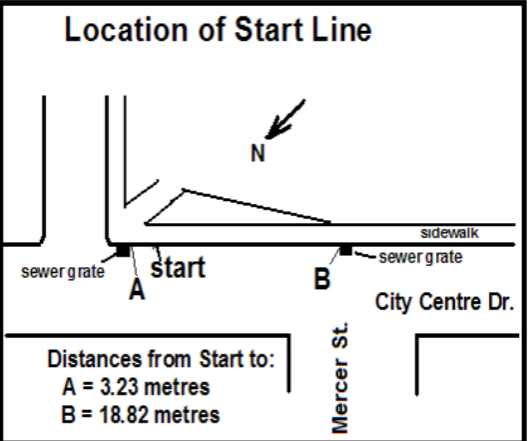 Location of Start Line
N
sidewalk
sewer grate
start
A
B
sewer grate
City Centre Dr.
Mercer St.
Distances from Start to:
A = 3.23 metres
B = 18.82 metres